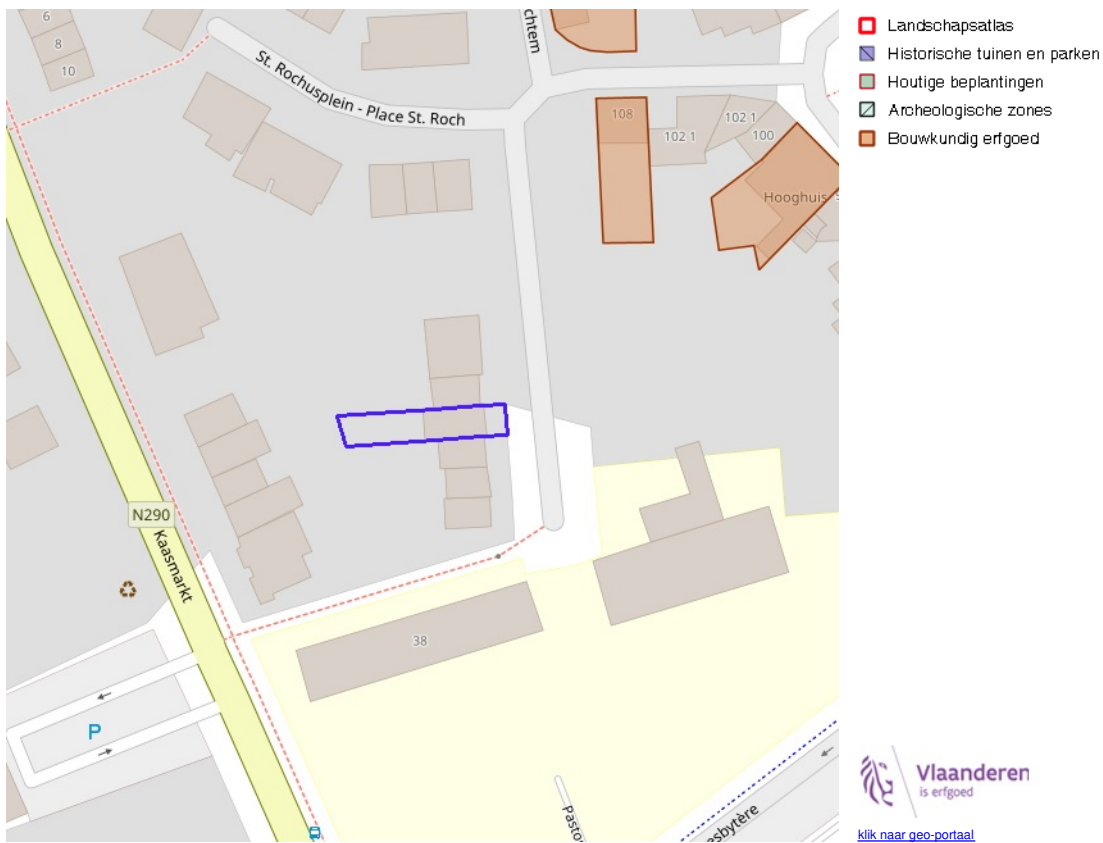 6
8
10
chtem
St. Rochusplein - Place St. Roch
108
102 1
102 1
100
Hooghuis
N290
Kaasmarkt
38
P
Pasto
esbytère
Landschapsatlas
Historische tuinen en parken
Houtige beplantingen
Archeologische zones
Bouwkundig erfgoed
Vlaanderen
is erfgoed
klik naar geo-portaal